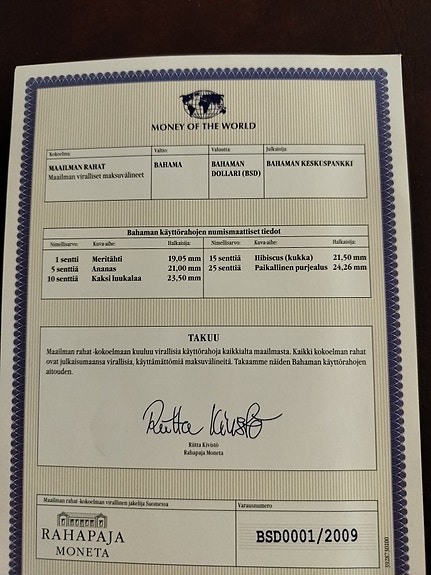 MONEY OF THE WORLD
Kokoelma: Valtio: Valuutta Julkaisija:
MAAILMAN RAHAT BAHAMA BAHAMAN BAHAMAN KESKUSPANKKI
Maailman viralliset maksuvälineet DOLLARI (BSD)
Bahaman käyttörahojen numismaattiset tiedot
Nimellisarvo: Kuva-aihe: Halkaisija: Nimellisarvo: Kuva-aihe: Halkaisija:
1 sentti Meritähti 19,05 mm 15 senttiä Hibiscus (kukka) 21,50 mm
5 senttiä Ananas 21,00 mm 25 senttiä Paikallinen purjealus 24,26 mm
10 senttiä Kaksi luukalaa 23,50 mm
TAKUU
Maailman rahat -kokoelmaan kuuluu virallisia käyttörahoja kaikkialta maailmasta. Kaikki kokoelman rahat
ovat julkaisumaansa virallisia, käyttämättömiä maksuvälineitä. Takaamme näiden Bahaman käyttörahojen
aitouden.
Riitta Kivistö
Riitta Kivistö
Rahapaja Moneta
Maailman rahat -kokoelman virallinen jakelija Suomessa Varausnumero
RAHAPAJA
MONETA
BSD0001/2009